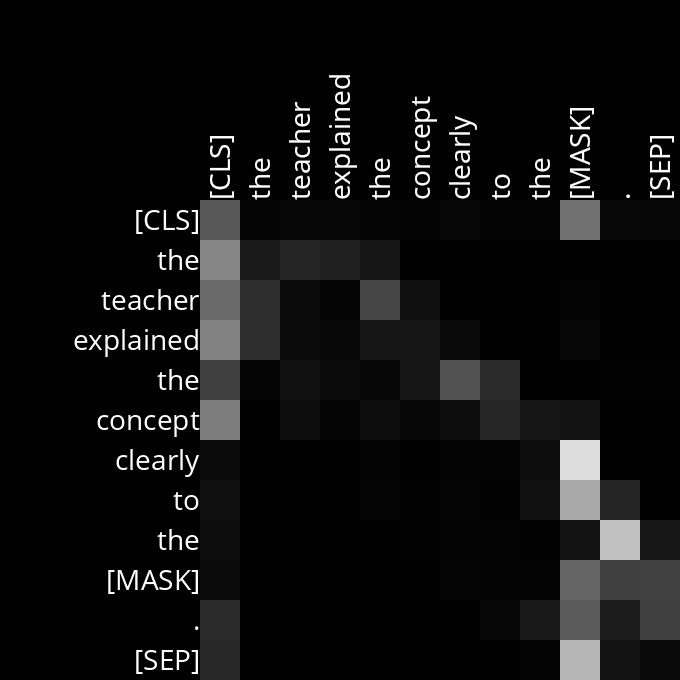 [CLS] the teacher explained the concept clearly to the [MASK] . [SEP]
[CLS]
the
teacher
explained
the
concept
clearly
to
the
[MASK]
.
[SEP]